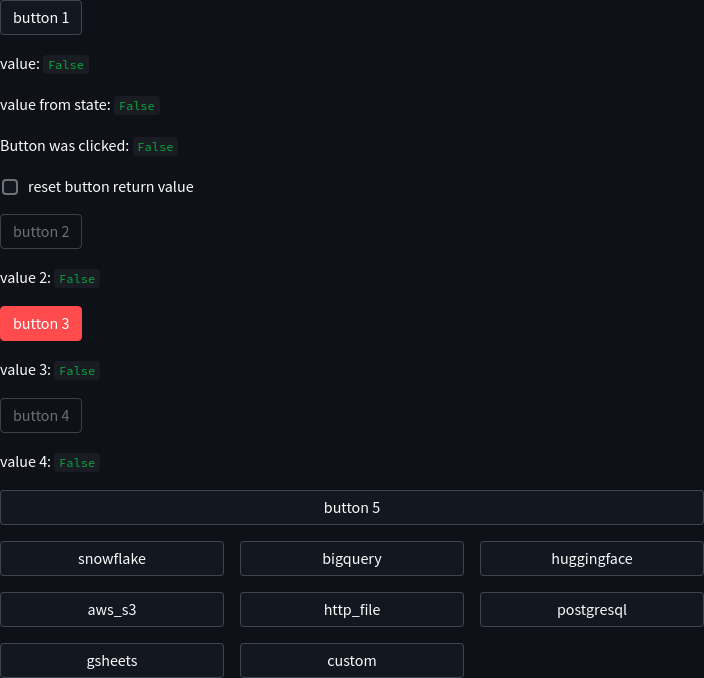 button 1
value: False
value from state: False
Button was clicked: False
reset button return value
button 2
value 2: False
button 3
value 3: False
button 4
value 4: False
button 5
snowflake bigquery huggingface
aws_s3 http_file postgresql
gsheets custom